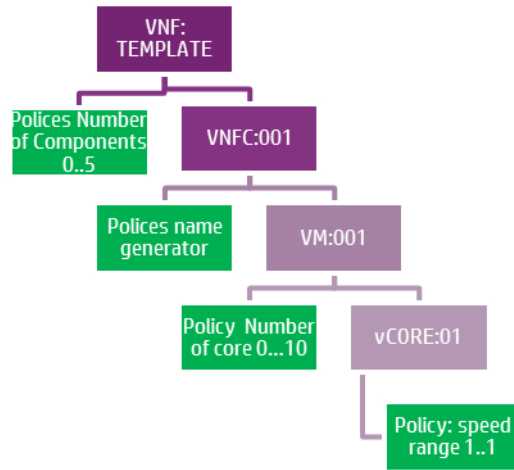 VNF:
TEMPLATE
Polices Number
of Components
0..5
VNFC:001
Polices name
generator
VM:001
Policy Number
of core 0...10
vCORE:01
Policy: speed
range 1..1